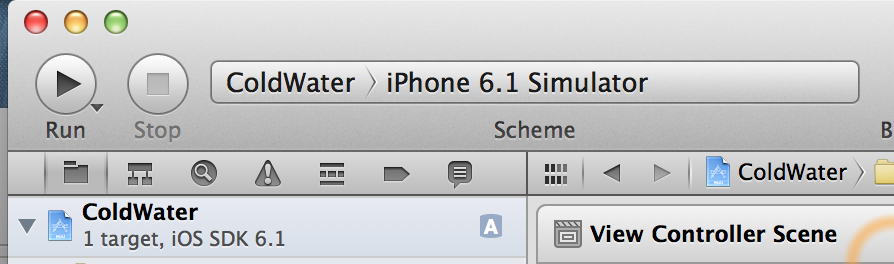 ColdWater 〉 iPhone 6.1 Simulator
Run
Stop
Scheme
B
ColdWater
ColdWater
1 target, iOS SDK 6.1
A
View Controller Scene